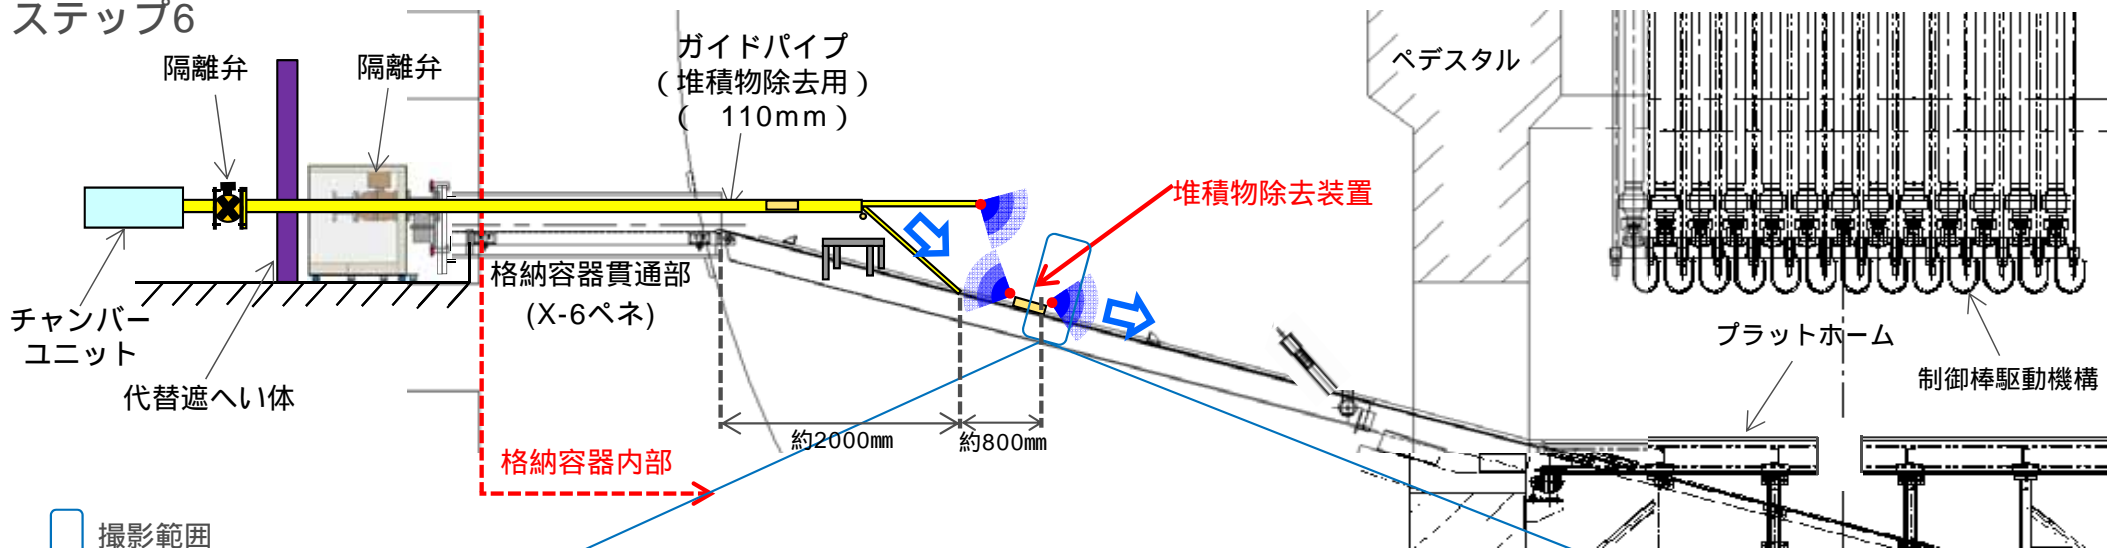 ステップ6
隔離弁
隔離弁
ガイドパイプ
(堆積物除去用)
( 110mm)
ペデスタル
堆積物除去装置
格納容器貫通部
(X-6ペネ)
チャンバー
ユニット
代替遮へい体
プラットホーム
制御棒駆動機構
約2000㎜
約800㎜
格納容器内部
撮影範囲